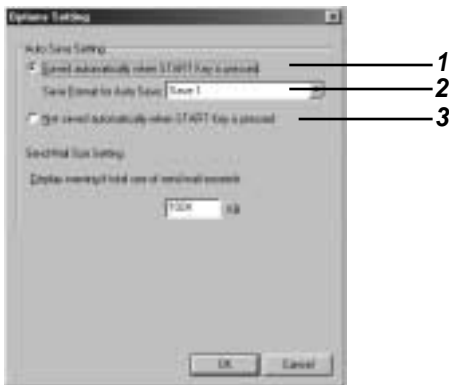 Options Setting
Auto Save Setting
Saved automatically when START Key is pressed
1
Save Format for Auto Save: Save 1
2
Not saved automatically when START Key is pressed
3
Send Mail Size Setting
Display warning if total size of send mail exceeds
1024 KB
OK Cancel